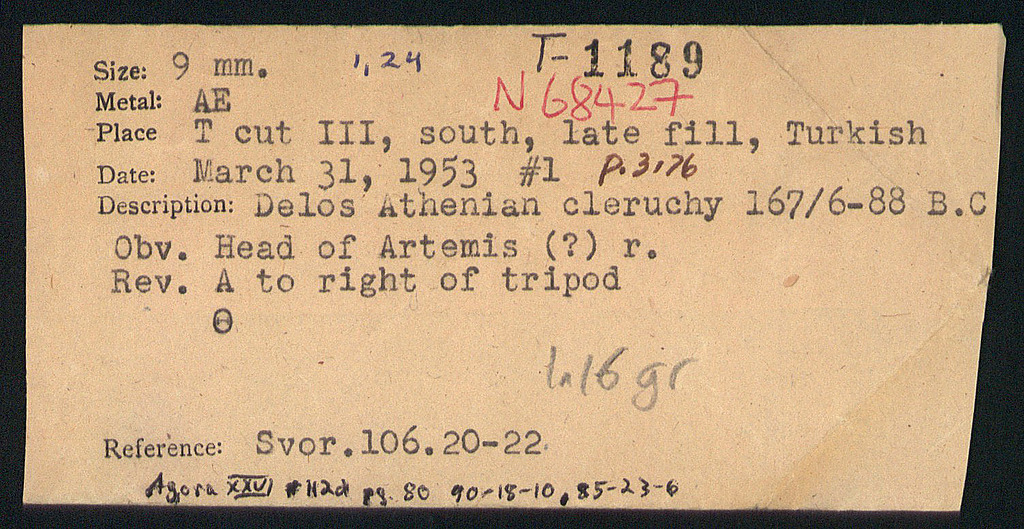 Size: 9 mm. 1,24 T-1189
Metal: AE N 68427
Place T cut III, south, late fill, Turkish
Date: March 31, 1953 #1 P.3176
Description: Delos Athenian cleruchy 167/6-88 B.C
Obv. Head of Artemis (?) r.
Rev. A to right of tripod
Θ
1.16 gr
Reference: Svor.106.20-22.
Agora XXVI #112d pg. 80 90-18-10, 85-23-6